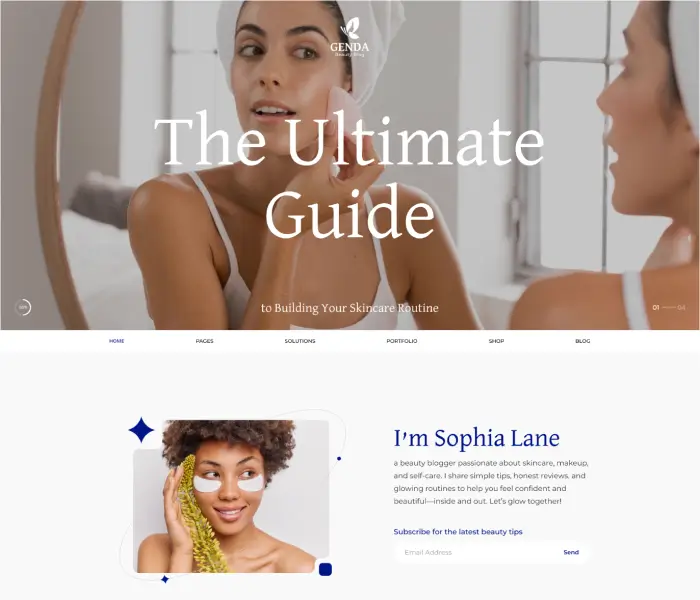 GENDA
Beauty Blog
The Ultimate
Guide
to Building Your Skincare Routine
01
04
HOME PAGES SOLUTIONS PORTFOLIO SHOP BLOG
I'm Sophia Lane
a beauty blogger passionate about skincare, makeup,
and self-care. I share simple tips, honest reviews, and
glowing routines to help you feel confident and
beautiful—inside and out. Let's glow together!
Subscribe for the latest beauty tips
Email Address Send